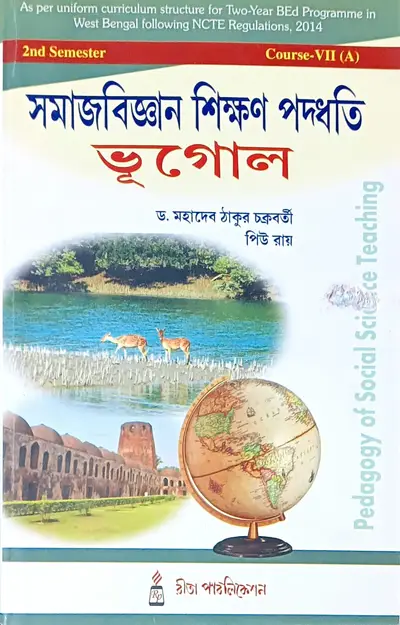 As per uniform curriculum structure for Two-Year BEd Programme in
West Bengal following NCTE Regulations, 2014
2nd Semester
Course-VII (A)
সমাজবিজ্ঞান শিক্ষণ পদ্ধতি
ভূগোল
ড. মহাদেব ঠাকুর চক্রবর্তী
পিউ রায়
Pedagogy of Social Science Teaching
RP
রীতা পাবলিকেশন